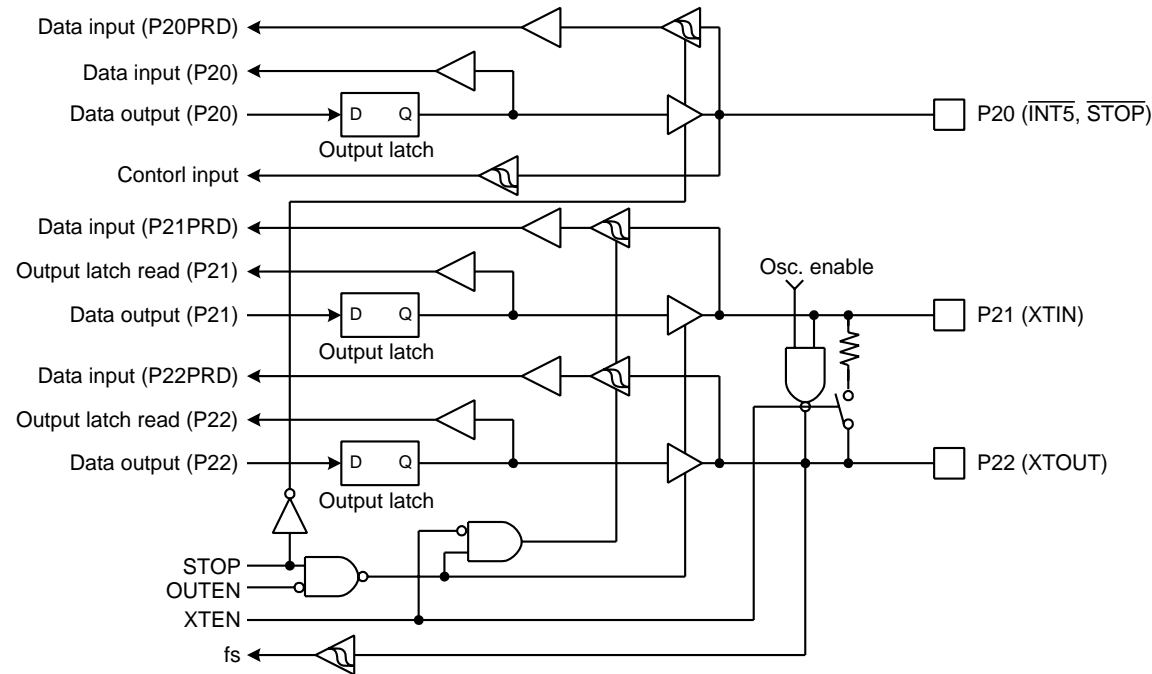 Data input (P20PRD)
Data input (P20)
Data output (P20)
D Q
Output latch
P20 (INT5, STOP)
Contorl input
Data input (P21PRD)
Output latch read (P21)
Osc. enable
Data output (P21)
D Q
Output latch
P21 (XTIN)
Data input (P22PRD)
Output latch read (P22)
Data output (P22)
D Q
Output latch
P22 (XTOUT)
STOP
OUTEN
XTEN
fs